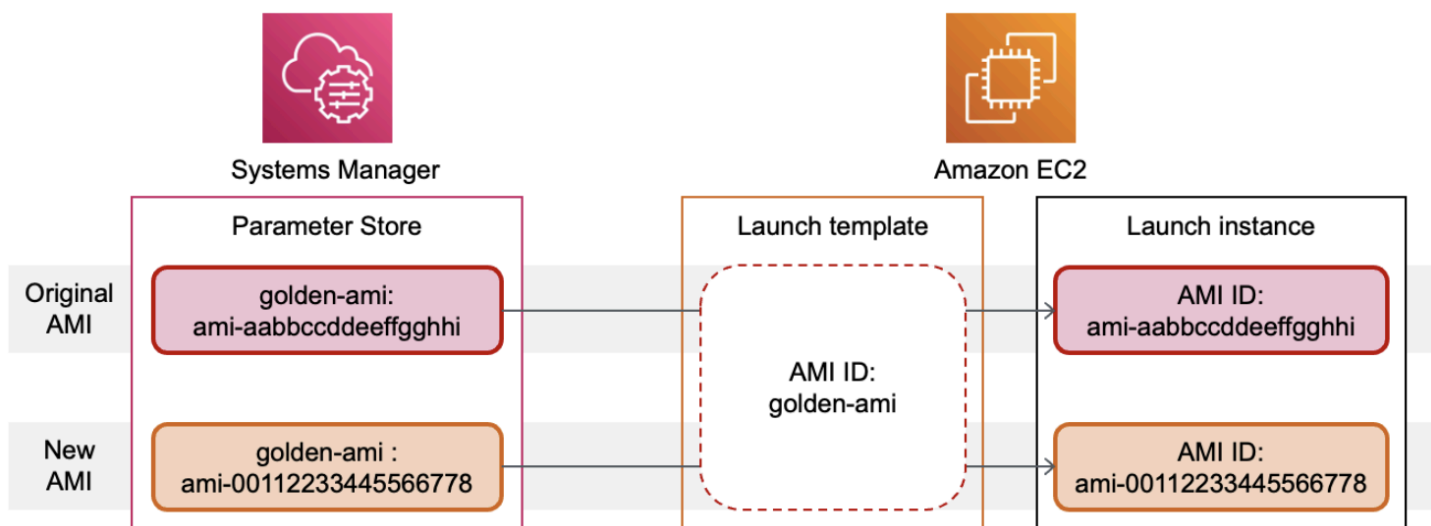 Systems Manager
Amazon EC2
Parameter Store
Launch template
Launch instance
Original
AMI
golden-ami:
ami-aabbccddeeffgghhi
AMI ID:
golden-ami
AMI ID:
ami-aabbccddeeffgghhi
New
AMI
golden-ami :
ami-00112233445566778
AMI ID:
ami-00112233445566778